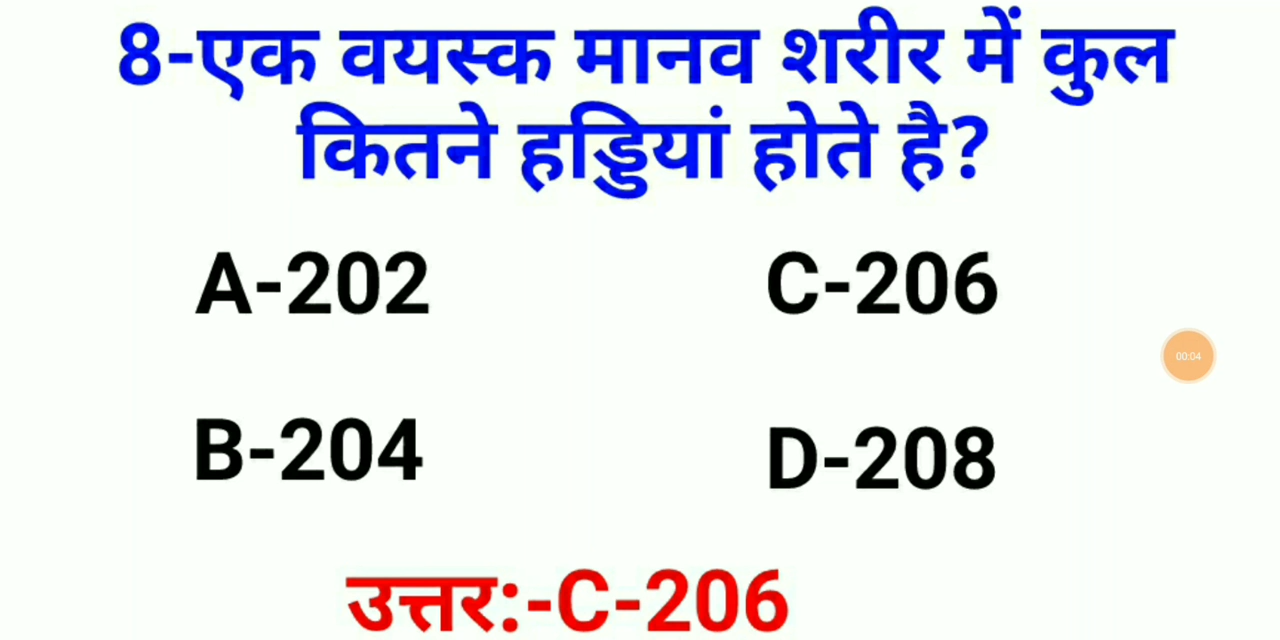 8-एक वयस्क मानव शरीर में कुल
कितने हड्डियां होते है?
A-202
C-206
00:04
B-204
D-208
उत्तर:-C-206